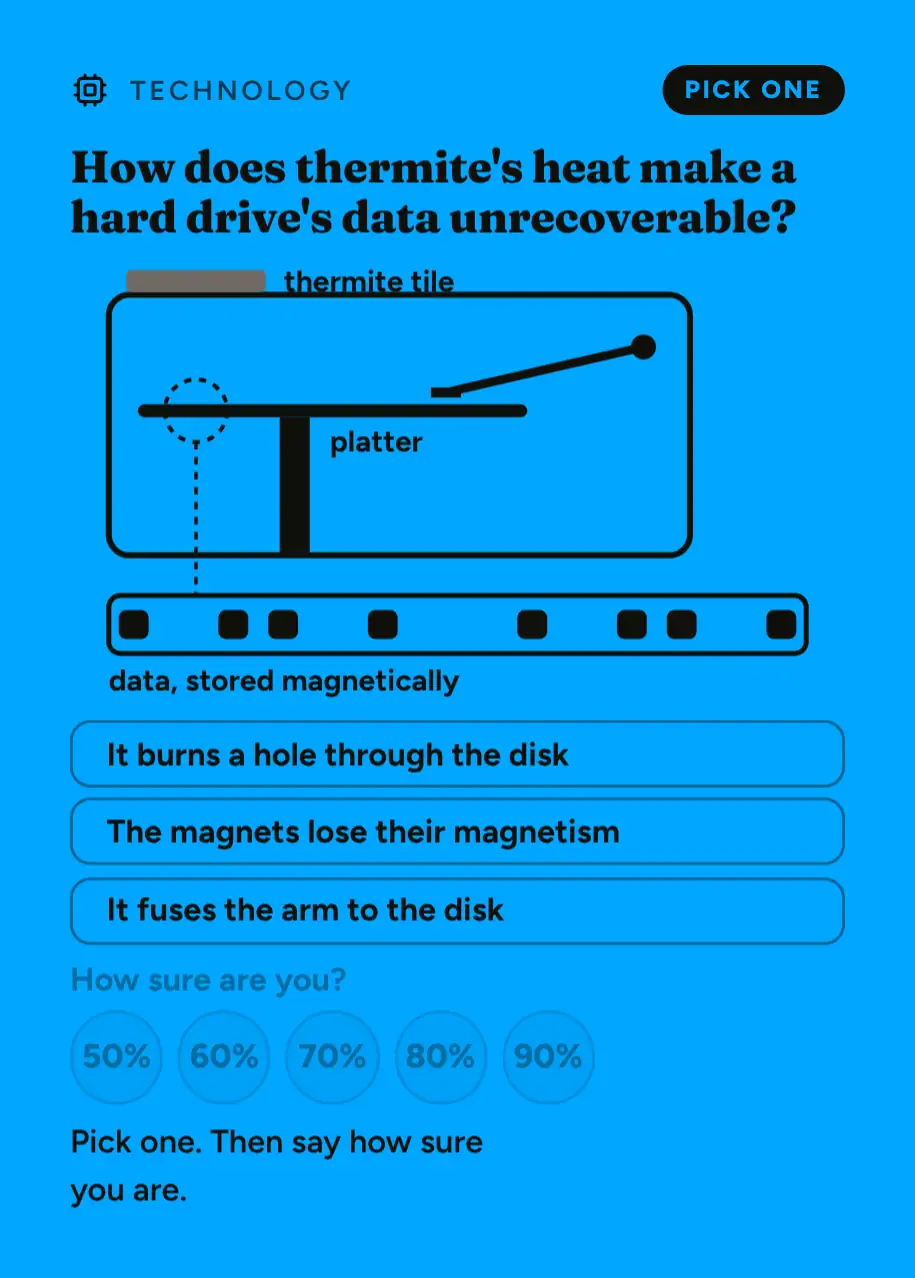 TECHNOLOGY
PICK ONE
How does thermite's heat make a
hard drive's data unrecoverable?
thermite tile
platter
data, stored magnetically
It burns a hole through the disk
The magnets lose their magnetism
It fuses the arm to the disk
How sure are you?
50% 60% 70% 80% 90%
Pick one. Then say how sure
you are.